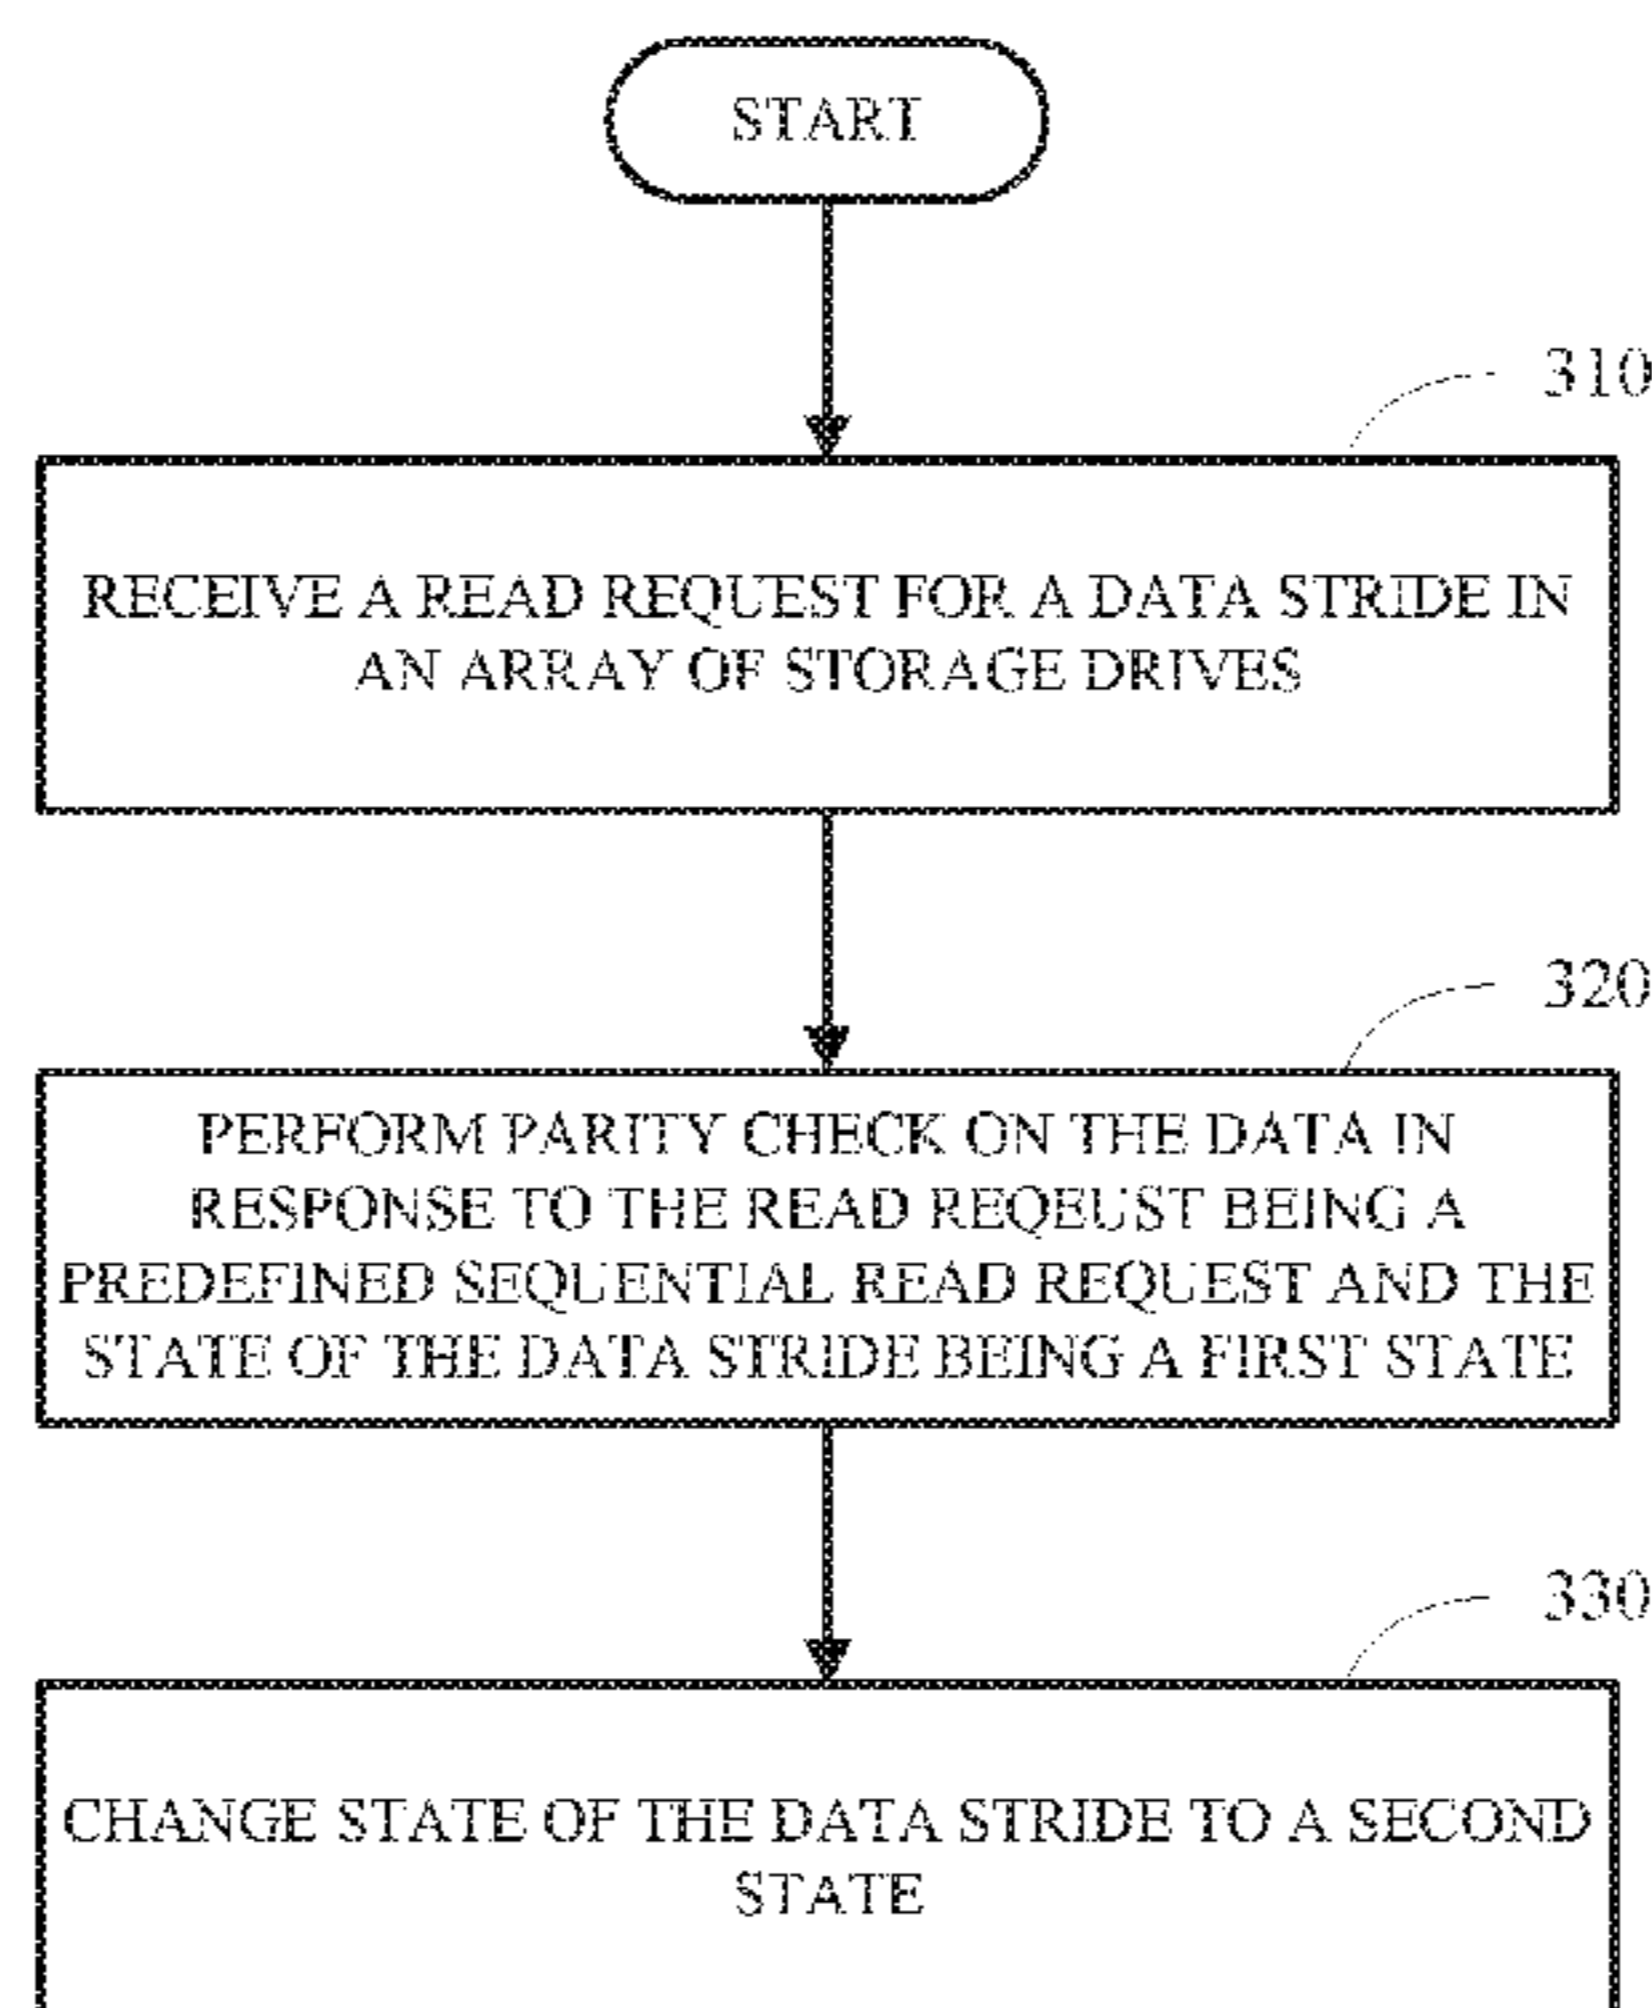 START
310
RECEIVE A READ REQUEST FOR A DATA STRIDE IN
AN ARRAY OF STORAGE DRIVES
320
PERFORM PARITY CHECK ON THE DATA IN
RESPONSE TO THE READ REQEUST BEING A
PREDEFINED SEQUENTIAL READ REQUEST AND THE
STATE OF THE DATA STRIDE BEING A FIRST STATE
330
CHANGE STATE OF THE DATA STRIDE TO A SECOND
STATE